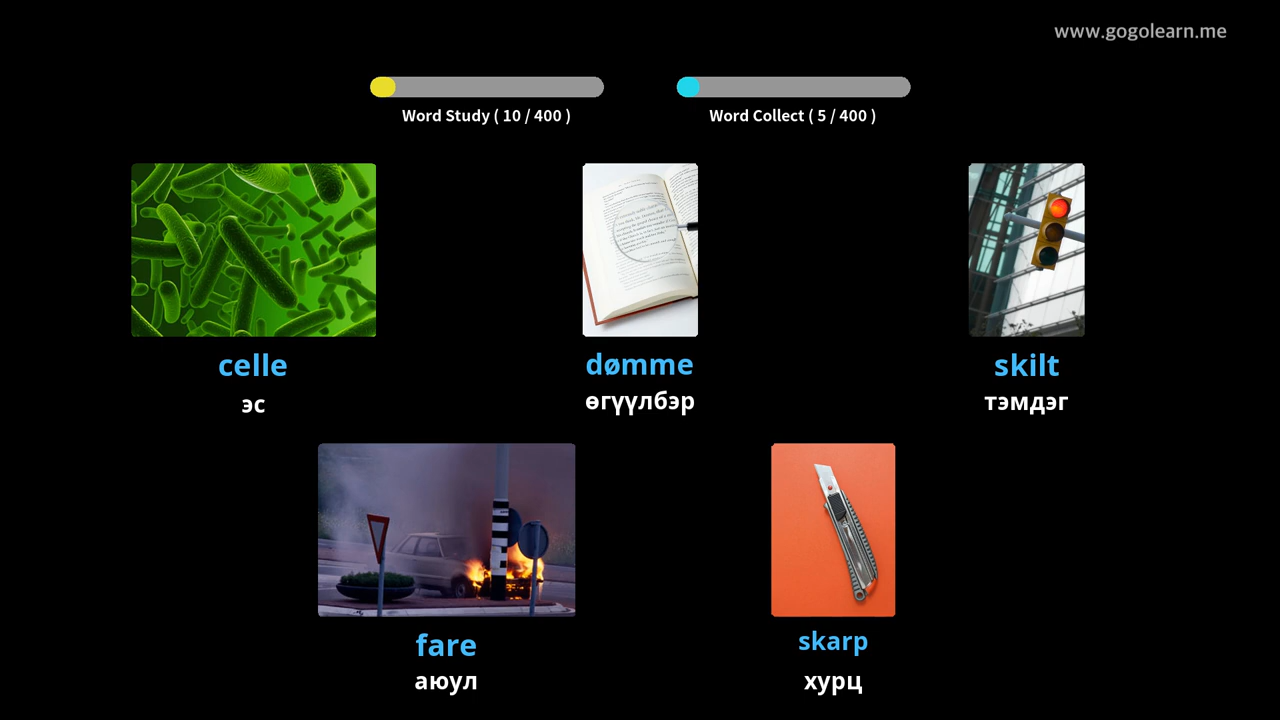 www.gogolearn.me
Word Study ( 10 / 400 )
Word Collect ( 5 / 400 )
celle
эс
dømme
өгүүлбэр
skilt
тэмдэг
fare
аюул
skarp
хурц